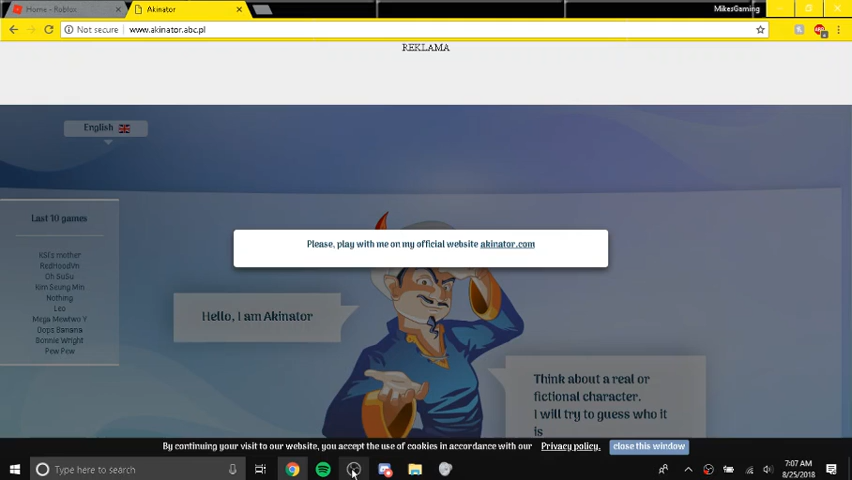 Home - Roblox
Akinator
MikesGaming
Not secure
www.akinator.abc.pl
REKLAMA
English
Last 10 games
KSI's mother
RedHoodVn
Oh SuSu
Kim Seung Min
Nothing
Leo
Mega Mewtwo Y
Oops Banana
Bonnie Wright
Pew Pew
Please, play with me on my official website akinator.com
Hello, I am Akinator
Think about a real or
fictional character.
I will try to guess who it
is
By continuing your visit to our website, you accept the use of cookies in accordance with our Privacy policy. close this window
Type here to search
7:07 AM
8/25/2018